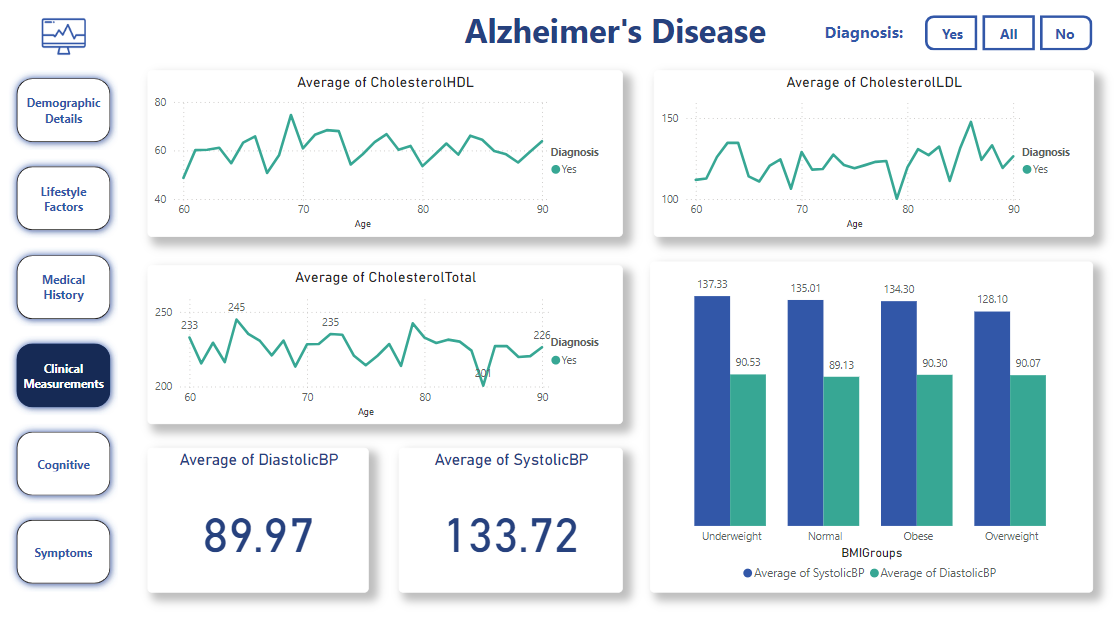 Alzheimer's Disease
Diagnosis:
Yes
All
No
Demographic
Details
Lifestyle
Factors
Medical
History
Clinical
Measurements
Cognitive
Symptoms
Average of CholesterolHDL
80
60
40
60
70
80
90
Age
Diagnosis
Yes
Average of CholesterolLDL
150
100
60
70
80
90
Age
Diagnosis
Yes
Average of CholesterolTotal
250
200
233
245
235
201
226
60
70
80
90
Age
Diagnosis
Yes
137.33
90.53
135.01
89.13
134.30
90.30
128.10
90.07
Underweight
Normal
Obese
Overweight
BMIGroups
Average of SystolicBP
Average of DiastolicBP
Average of DiastolicBP
89.97
Average of SystolicBP
133.72